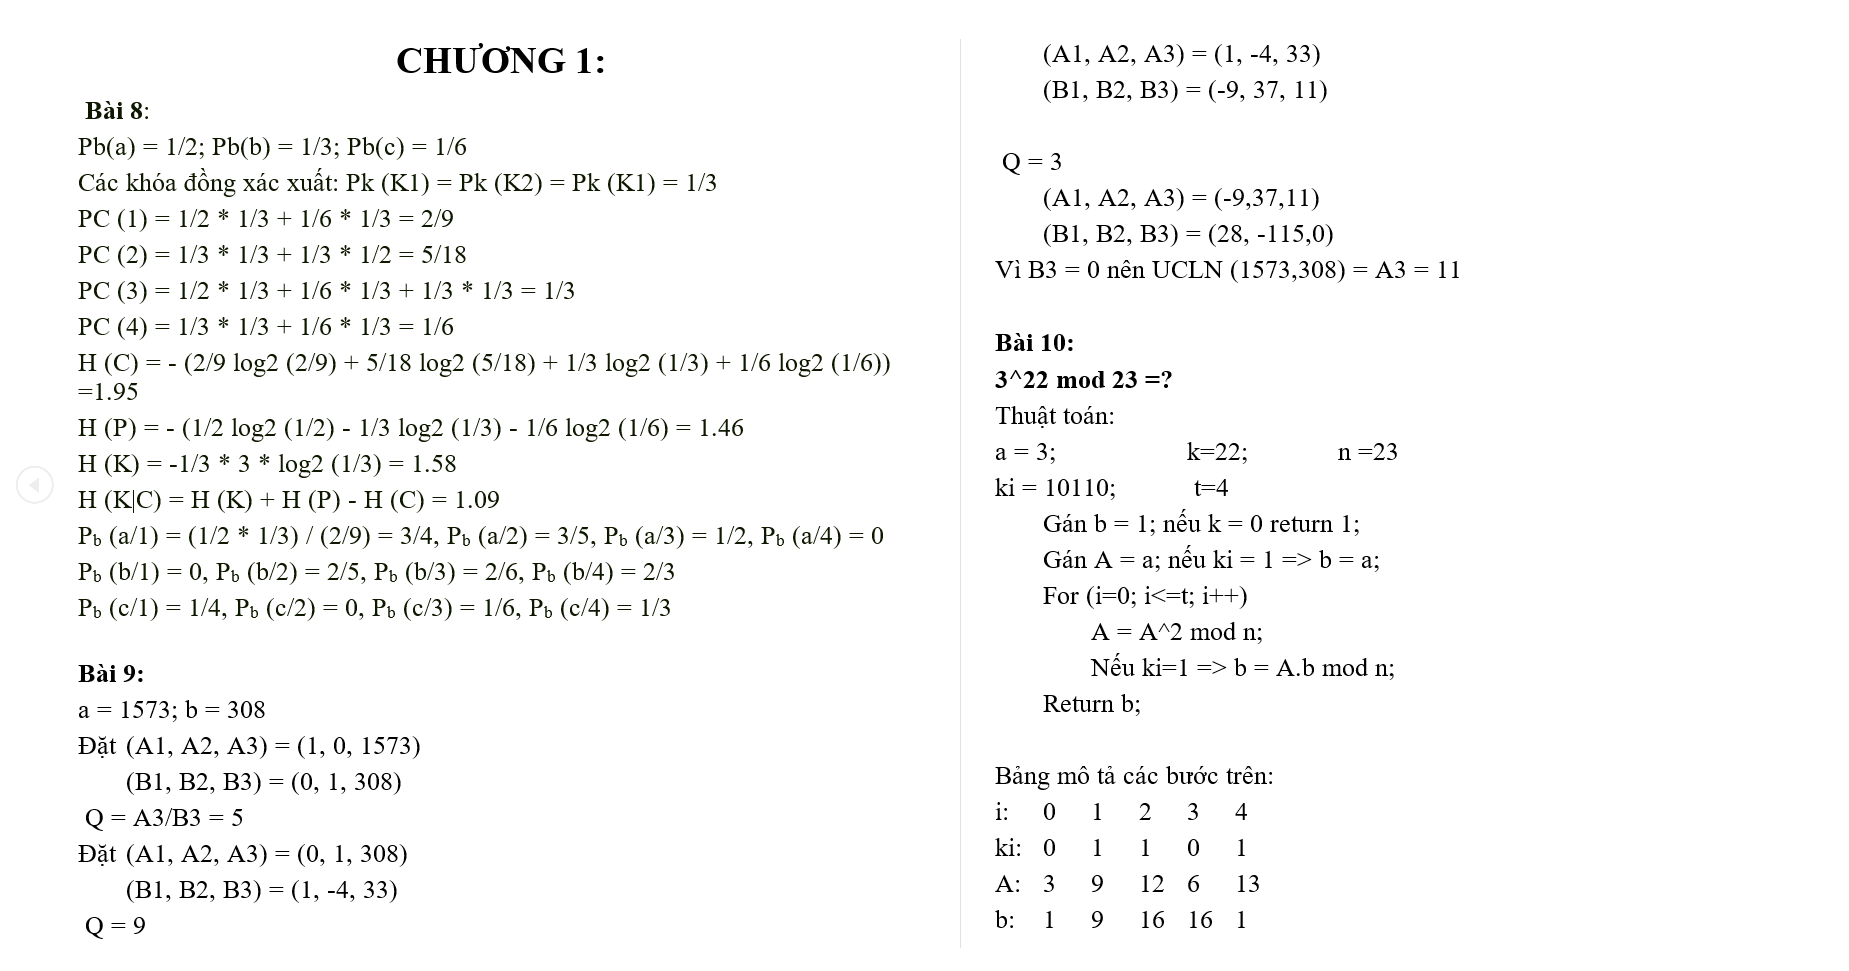 CHƯƠNG 1:
Bài 8:
Pb(a) = 1/2; Pb(b) = 1/3; Pb(c) = 1/6
Các khóa đồng xác xuất: Pk (K1) = Pk (K2) = Pk (K1) = 1/3
PC (1) = 1/2 * 1/3 + 1/6 * 1/3 = 2/9
PC (2) = 1/3 * 1/3 + 1/3 * 1/2 = 5/18
PC (3) = 1/2 * 1/3 + 1/6 * 1/3 + 1/3 * 1/3 = 1/3
PC (4) = 1/3 * 1/3 + 1/6 * 1/3 = 1/6
H (C) = - (2/9 log2 (2/9) + 5/18 log2 (5/18) + 1/3 log2 (1/3) + 1/6 log2 (1/6))
=1.95
H (P) = - (1/2 log2 (1/2) - 1/3 log2 (1/3) - 1/6 log2 (1/6) = 1.46
H (K) = -1/3 * 3 * log2 (1/3) = 1.58
H (K|C) = H (K) + H (P) - H (C) = 1.09
P_b (a/1) = (1/2 * 1/3) / (2/9) = 3/4, P_b (a/2) = 3/5, P_b (a/3) = 1/2, P_b (a/4) = 0
P_b (b/1) = 0, P_b (b/2) = 2/5, P_b (b/3) = 2/6, P_b (b/4) = 2/3
P_b (c/1) = 1/4, P_b (c/2) = 0, P_b (c/3) = 1/6, P_b (c/4) = 1/3
Bài 9:
a = 1573; b = 308
Đặt (A1, A2, A3) = (1, 0, 1573)
(B1, B2, B3) = (0, 1, 308)
Q = A3/B3 = 5
Đặt (A1, A2, A3) = (0, 1, 308)
(B1, B2, B3) = (1, -4, 33)
Q = 9
(A1, A2, A3) = (1, -4, 33)
(B1, B2, B3) = (-9, 37, 11)
Q = 3
(A1, A2, A3) = (-9,37,11)
(B1, B2, B3) = (28, -115,0)
Vì B3 = 0 nên UCLN (1573,308) = A3 = 11
Bài 10:
3^22 mod 23 =?
Thuật toán:
a = 3; k=22; n =23
ki = 10110; t=4
Gán b = 1; nếu k = 0 return 1;
Gán A = a; nếu ki = 1 => b = a;
For (i=0; i<=t; i++)
A = A^2 mod n;
Nếu ki=1 => b = A.b mod n;
Return b;
Bảng mô tả các bước trên:
i: 0 1 2 3 4
ki: 0 1 1 0 1
A: 3 9 12 6 13
b: 1 9 16 16 1